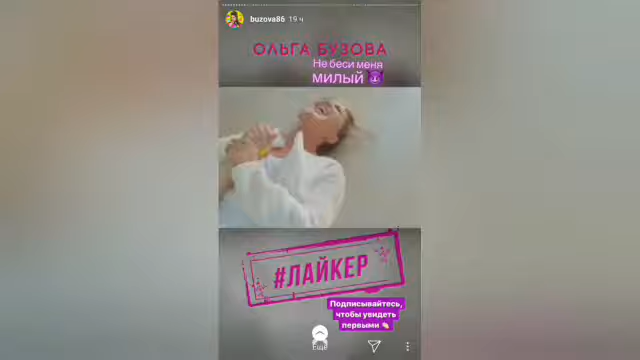 buzova86 19 ч
ОЛЬГА БУЗОВА
Не беси меня
МИЛЫЙ
#ЛАЙКЕР
Подписывайтесь,
чтобы увидеть
первыми
Ещё